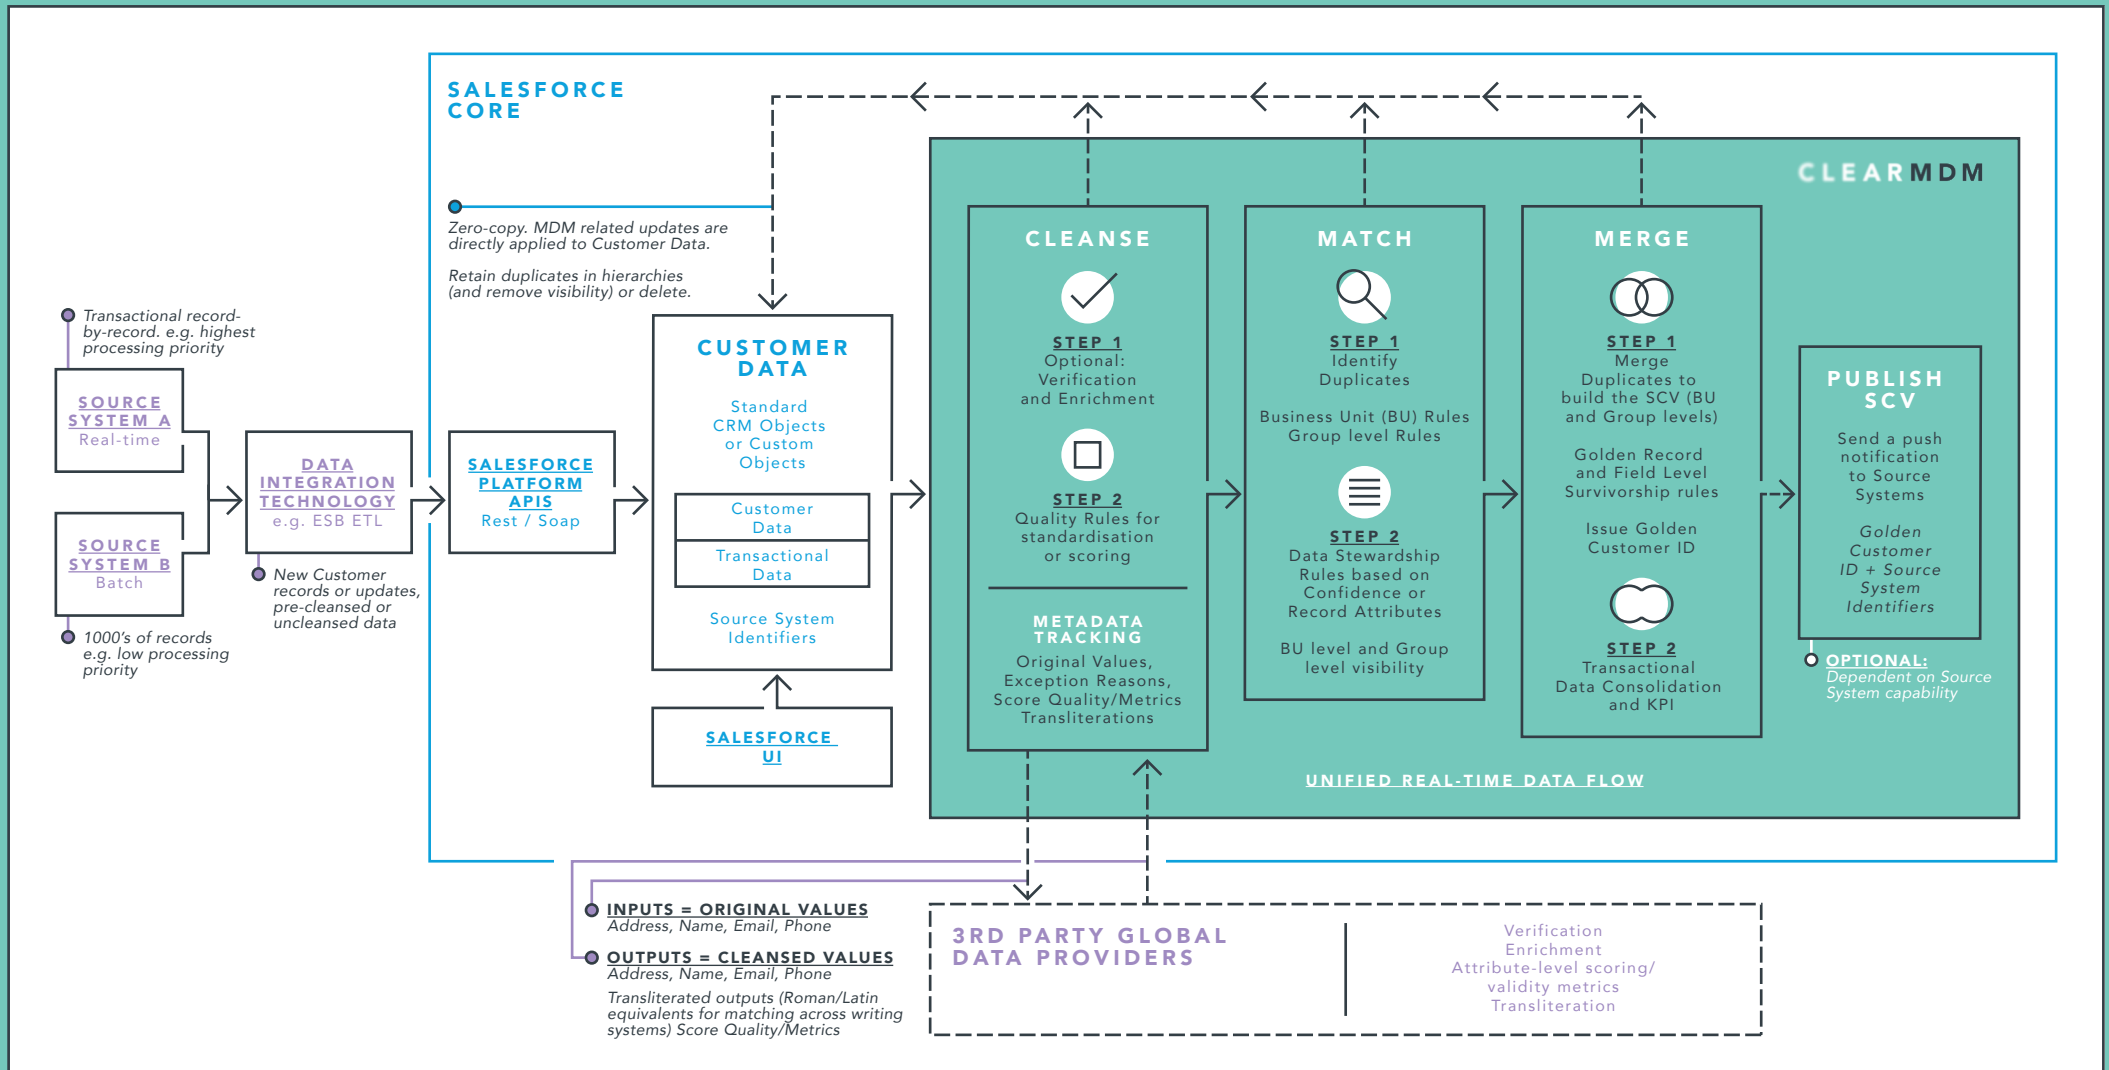 SALESFORCE
CORE
Zero-copy. MDM related updates are
directly applied to Customer Data.
Retain duplicates in hierarchies
(and remove visibility) or delete.
Transactional record-
by-record. e.g. highest
processing priority
SOURCE
SYSTEM A
Real-time
SOURCE
SYSTEM B
Batch
1000's of records
e.g. low processing
priority
DATA
INTEGRATION
TECHNOLOGY
e.g. ESB ETL
New Customer
records or updates,
pre-cleansed or
uncleansed data
SALESFORCE
PLATFORM
APIS
Rest / Soap
CUSTOMER
DATA
Standard
CRM Objects
or Custom
Objects
Customer
Data
Transactional
Data
Source System
Identifiers
SALESFORCE
UI
CLEARMDM
CLEANSE
STEP 1
Optional:
Verification
and Enrichment
STEP 2
Quality Rules for
standardisation
or scoring
METADATA
TRACKING
Original Values,
Exception Reasons,
Score Quality/Metrics
Transliterations
MATCH
STEP 1
Identify
Duplicates
Business Unit (BU) Rules
Group level Rules
STEP 2
Data Stewardship
Rules based on
Confidence or
Record Attributes
BU level and Group
level visibility
MERGE
STEP 1
Merge
Duplicates to
build the SCV (BU
and Group levels)
Golden Record
and Field Level
Survivorship rules
Issue Golden
Customer ID
STEP 2
Transactional
Data Consolidation
and KPI
PUBLISH
SCV
Send a push
notification
to Source
Systems
Golden
Customer
ID + Source
System
Identifiers
OPTIONAL:
Dependent on Source
System capability
UNIFIED REAL-TIME DATA FLOW
INPUTS = ORIGINAL VALUES
Address, Name, Email, Phone
OUTPUTS = CLEANSED VALUES
Address, Name, Email, Phone
Transliterated outputs (Roman/Latin
equivalents for matching across writing
systems) Score Quality/Metrics
3RD PARTY GLOBAL
DATA PROVIDERS
Verification
Enrichment
Attribute-level scoring/
validity metrics
Transliteration